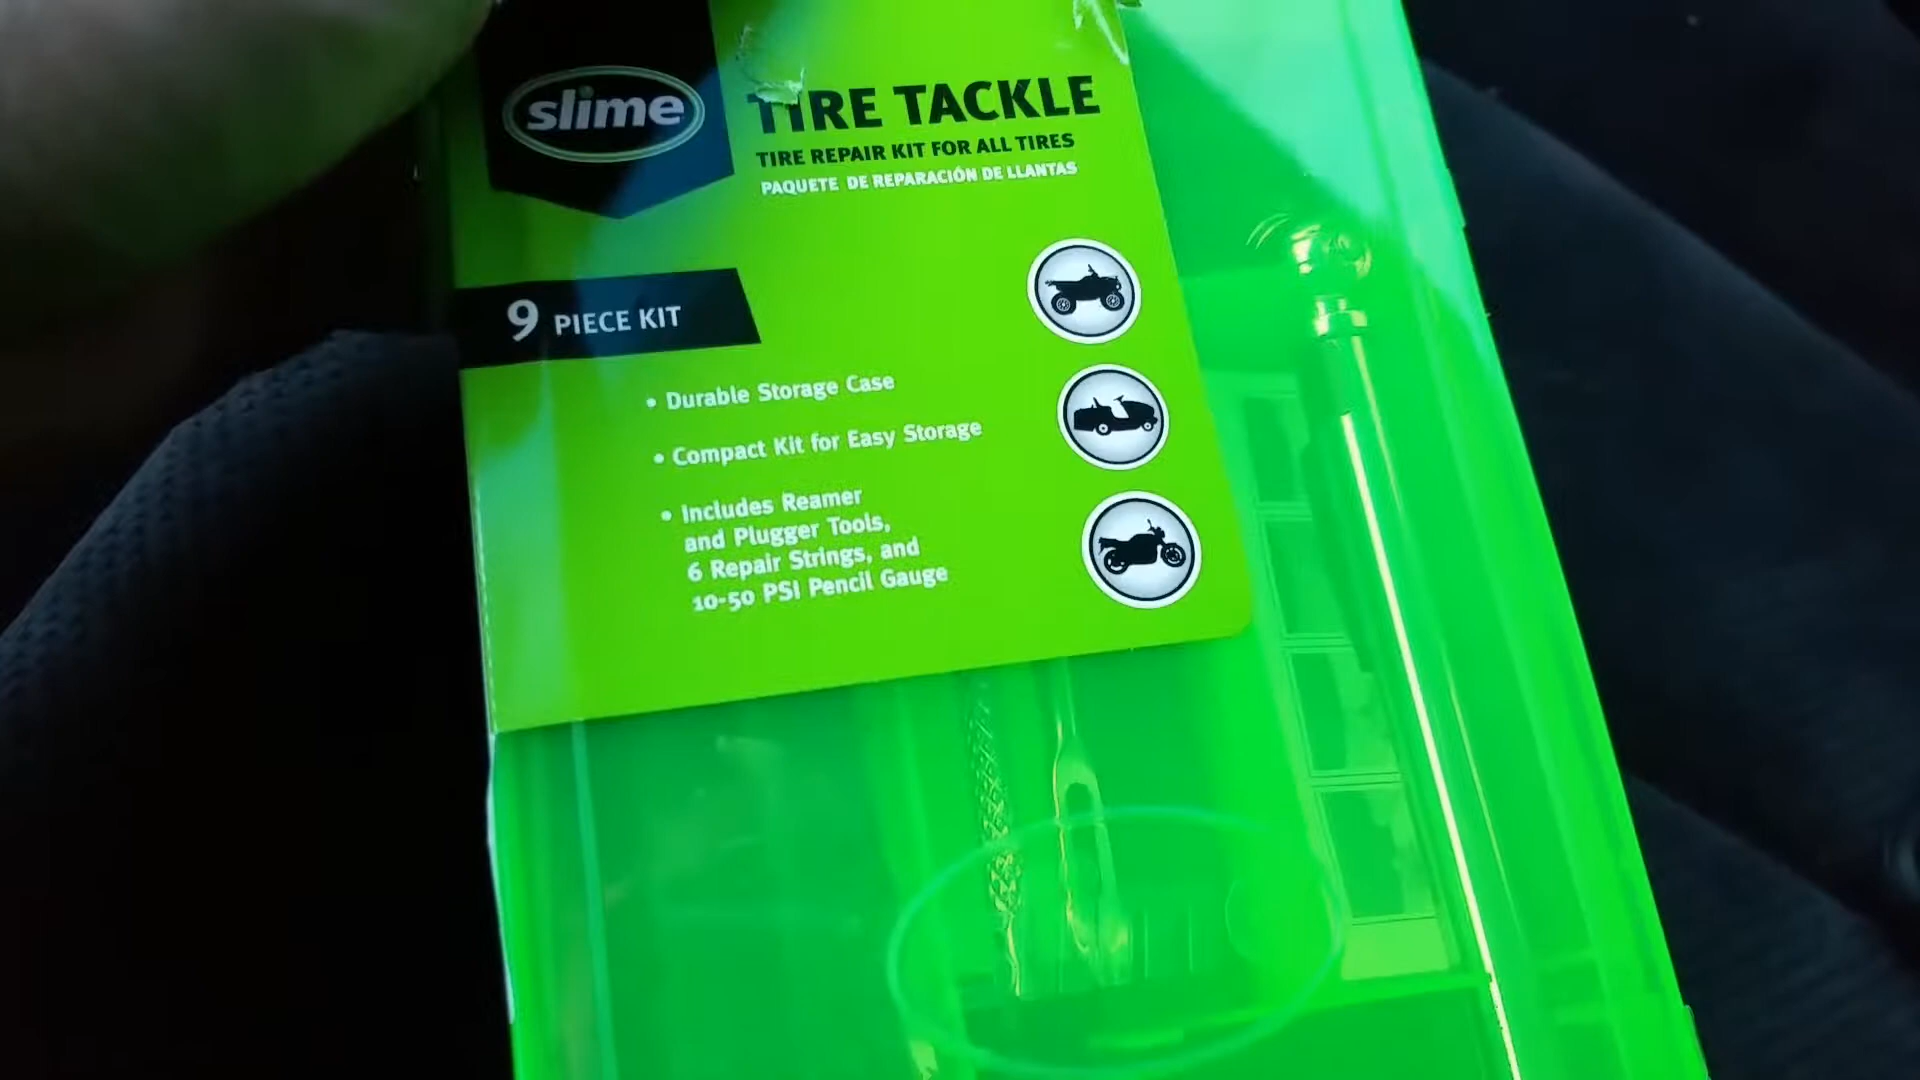 slime
TIRE TACKLE
TIRE REPAIR KIT FOR ALL TIRES
PAQUETE DE REPARACIÓN DE LLANTAS
9 PIECE KIT
• Durable Storage Case
• Compact Kit for Easy Storage
• Includes Reamer
and Plugger Tools,
6 Repair Strings, and
10-50 PSI Pencil Gauge